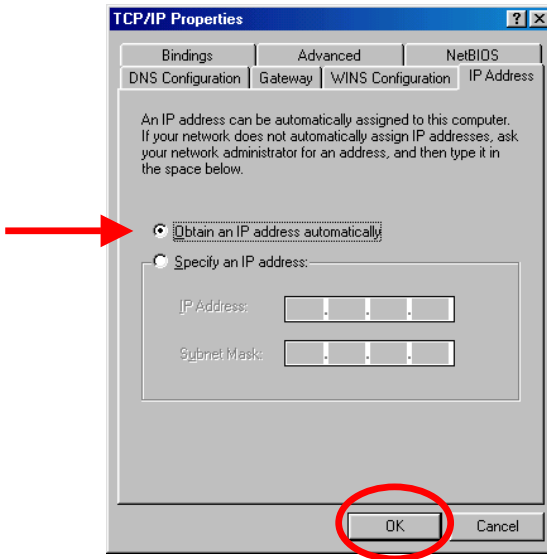 TCP/IP Properties
? x
Bindings Advanced NetBIOS
DNS Configuration Gateway WINS Configuration IP Address
An IP address can be automatically assigned to this computer.
If your network does not automatically assign IP addresses, ask
your network administrator for an address, and then type it in
the space below.
Obtain an IP address automatically
Specify an IP address:
IP Address:
. . .
Subnet Mask:
. . .
OK Cancel